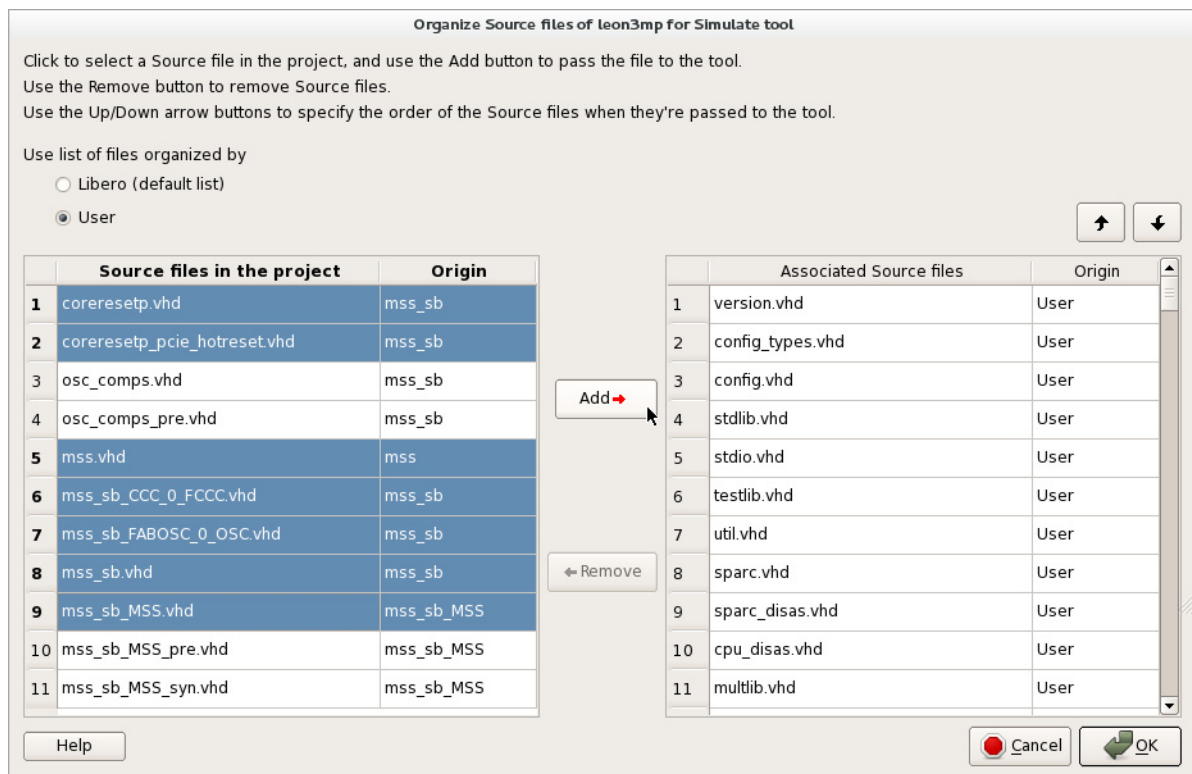 Organize Source files of leon3mp for Simulate tool
Click to select a Source file in the project, and use the Add button to pass the file to the tool.
Use the Remove button to remove Source files.
Use the Up/Down arrow buttons to specify the order of the Source files when they're passed to the tool.
Use list of files organized by
Libero (default list)
User
Source files in the project Origin
1 coreresetp.vhd mss_sb
2 coreresetp_pcie_hotreset.vhd mss_sb
3 osc_comps.vhd mss_sb
4 osc_comps_pre.vhd mss_sb
5 mss.vhd mss
6 mss_sb_CCC_0_FCCC.vhd mss_sb
7 mss_sb_FABOSC_0_OSC.vhd mss_sb
8 mss_sb.vhd mss_sb
9 mss_sb_MSS.vhd mss_sb_MSS
10 mss_sb_MSS_pre.vhd mss_sb_MSS
11 mss_sb_MSS_syn.vhd mss_sb_MSS
Add
Remove
Associated Source files Origin
1 version.vhd User
2 config_types.vhd User
3 config.vhd User
4 stdlib.vhd User
5 stdio.vhd User
6 testlib.vhd User
7 util.vhd User
8 sparc.vhd User
9 sparc_disas.vhd User
10 cpu_disas.vhd User
11 multlib.vhd User
Help
Cancel
OK